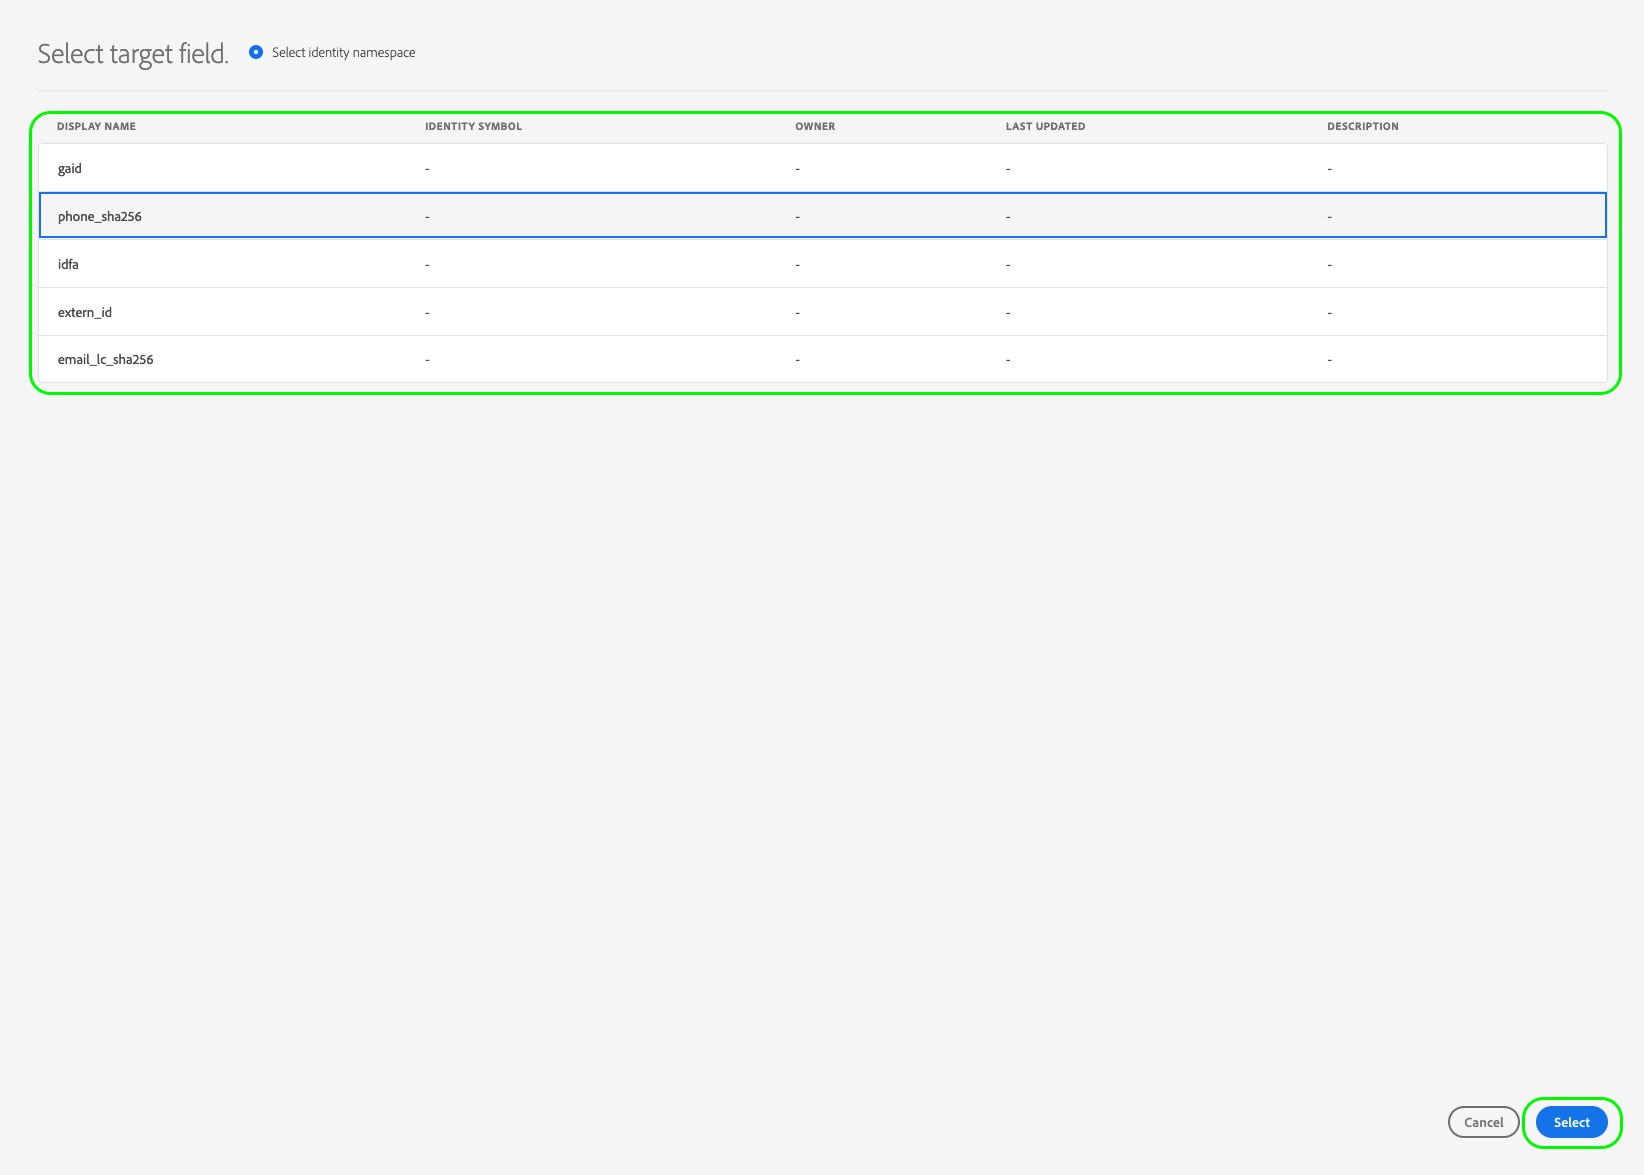 Select target field. Select identity namespace
DISPLAY NAME IDENTITY SYMBOL OWNER LAST UPDATED DESCRIPTION
gaid - - - -
phone_sha256 - - - -
idfa - - - -
extern_id - - - -
email_lc_sha256 - - - -
Cancel Select